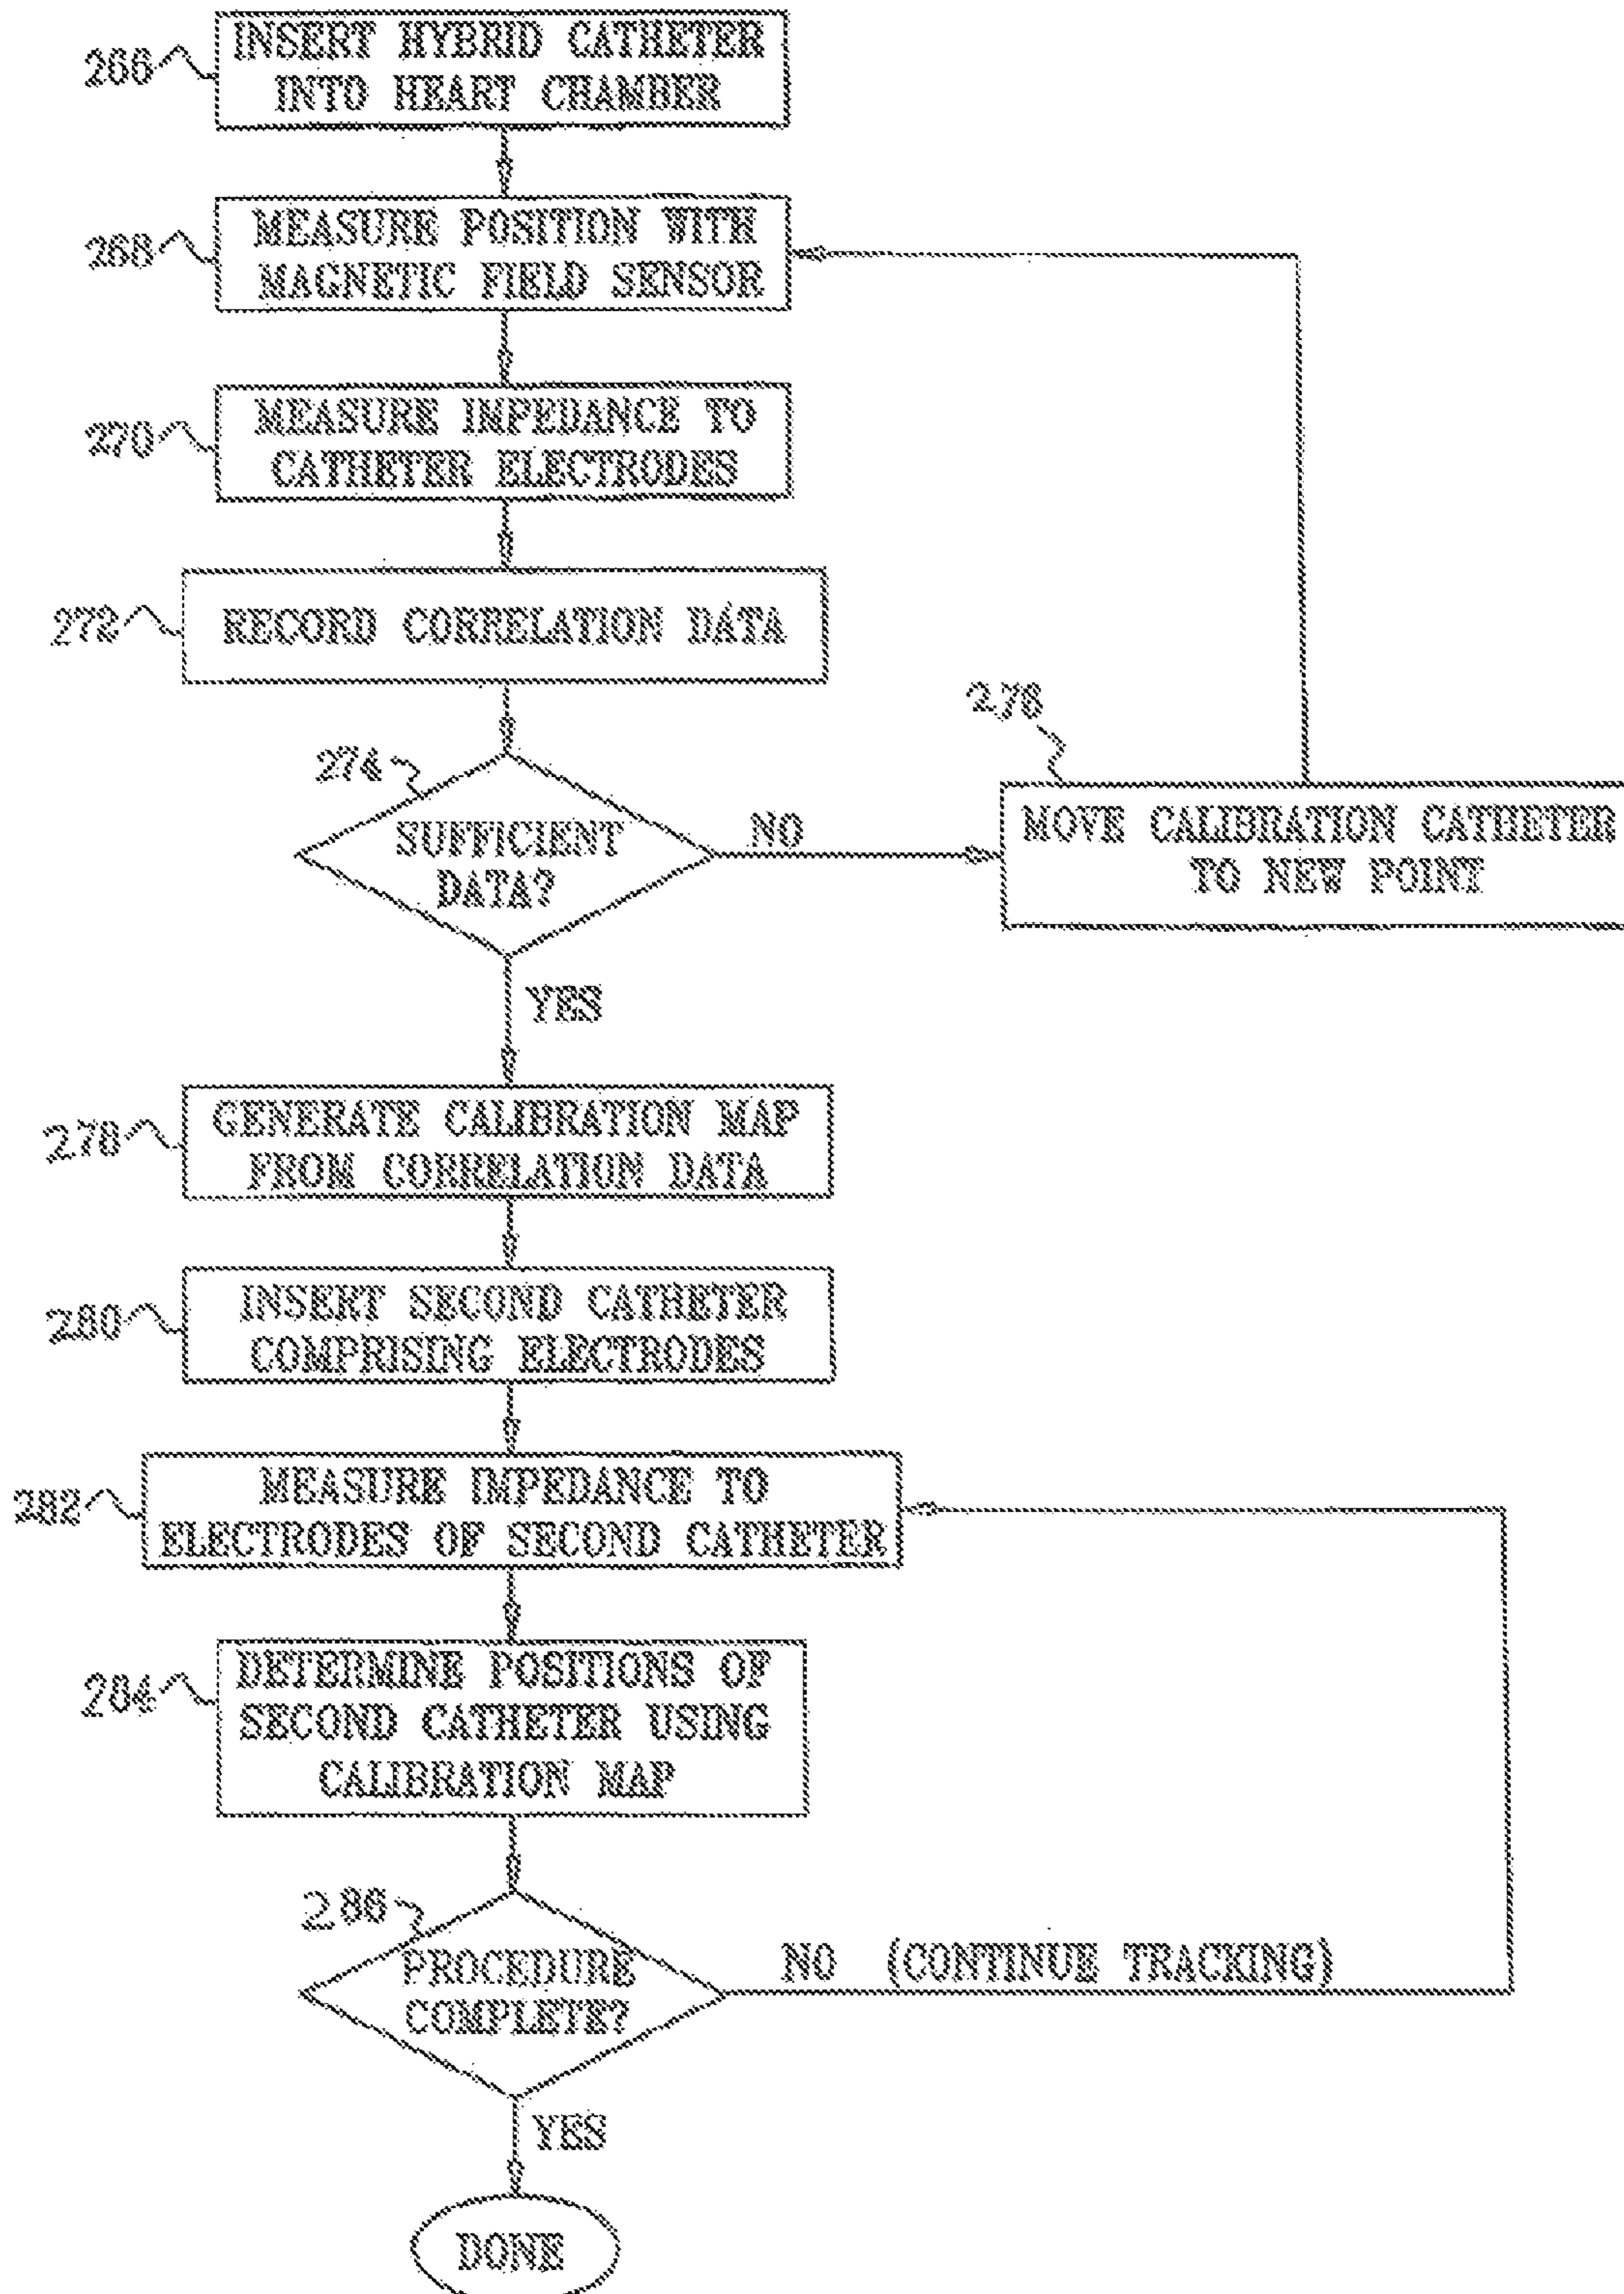 266
INSERT HYBRID CATHETER
INTO HEART CHAMBER
268
MEASURE POSITION WITH
MAGNETIC FIELD SENSOR
270
MEASURE IMPEDANCE TO
CATHETER ELECTRODES
272
RECORD CORRELATION DATA
274
SUFFICIENT
DATA?
NO
276
MOVE CALIBRATION CATHETER
TO NEW POINT
YES
278
GENERATE CALIBRATION MAP
FROM CORRELATION DATA
280
INSERT SECOND CATHETER
COMPRISING ELECTRODES
282
MEASURE IMPEDANCE TO
ELECTRODES OF SECOND CATHETER
284
DETERMINE POSITIONS OF
SECOND CATHETER USING
CALIBRATION MAP
286
PROCEDURE
COMPLETE?
NO (CONTINUE TRACKING)
YES
DONE